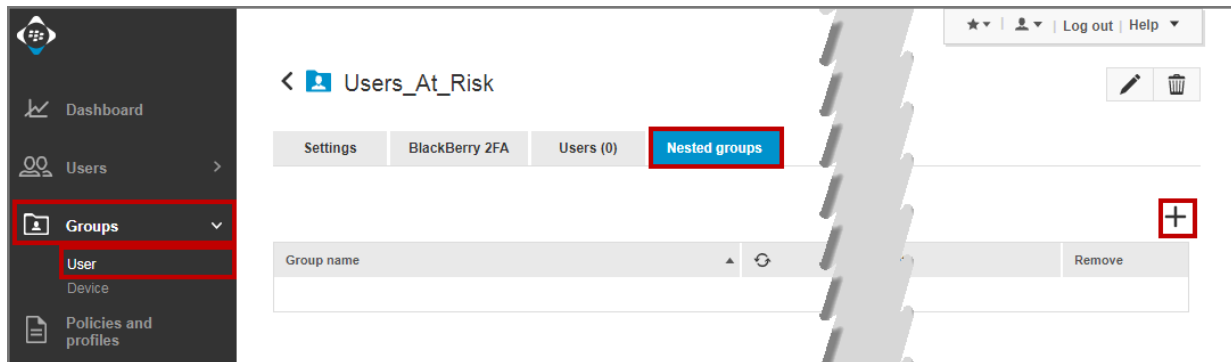 Log out | Help
Users_At_Risk
Dashboard
Settings
BlackBerry 2FA
Users (0)
Nested groups
Users
Groups
User
Group name
Remove
Device
Policies and
profiles